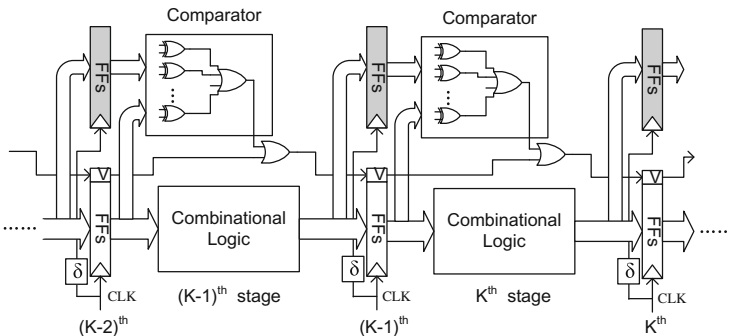 Comparator
Comparator
FFs
FFs
FFs
...
...
V
V
V
......
FFs
Combinational
Logic
FFs
Combinational
Logic
FFs
.....
δ
δ
δ
CLK
(K-1)th stage
CLK
Kth stage
CLK
(K-2)th
(K-1)th
Kth